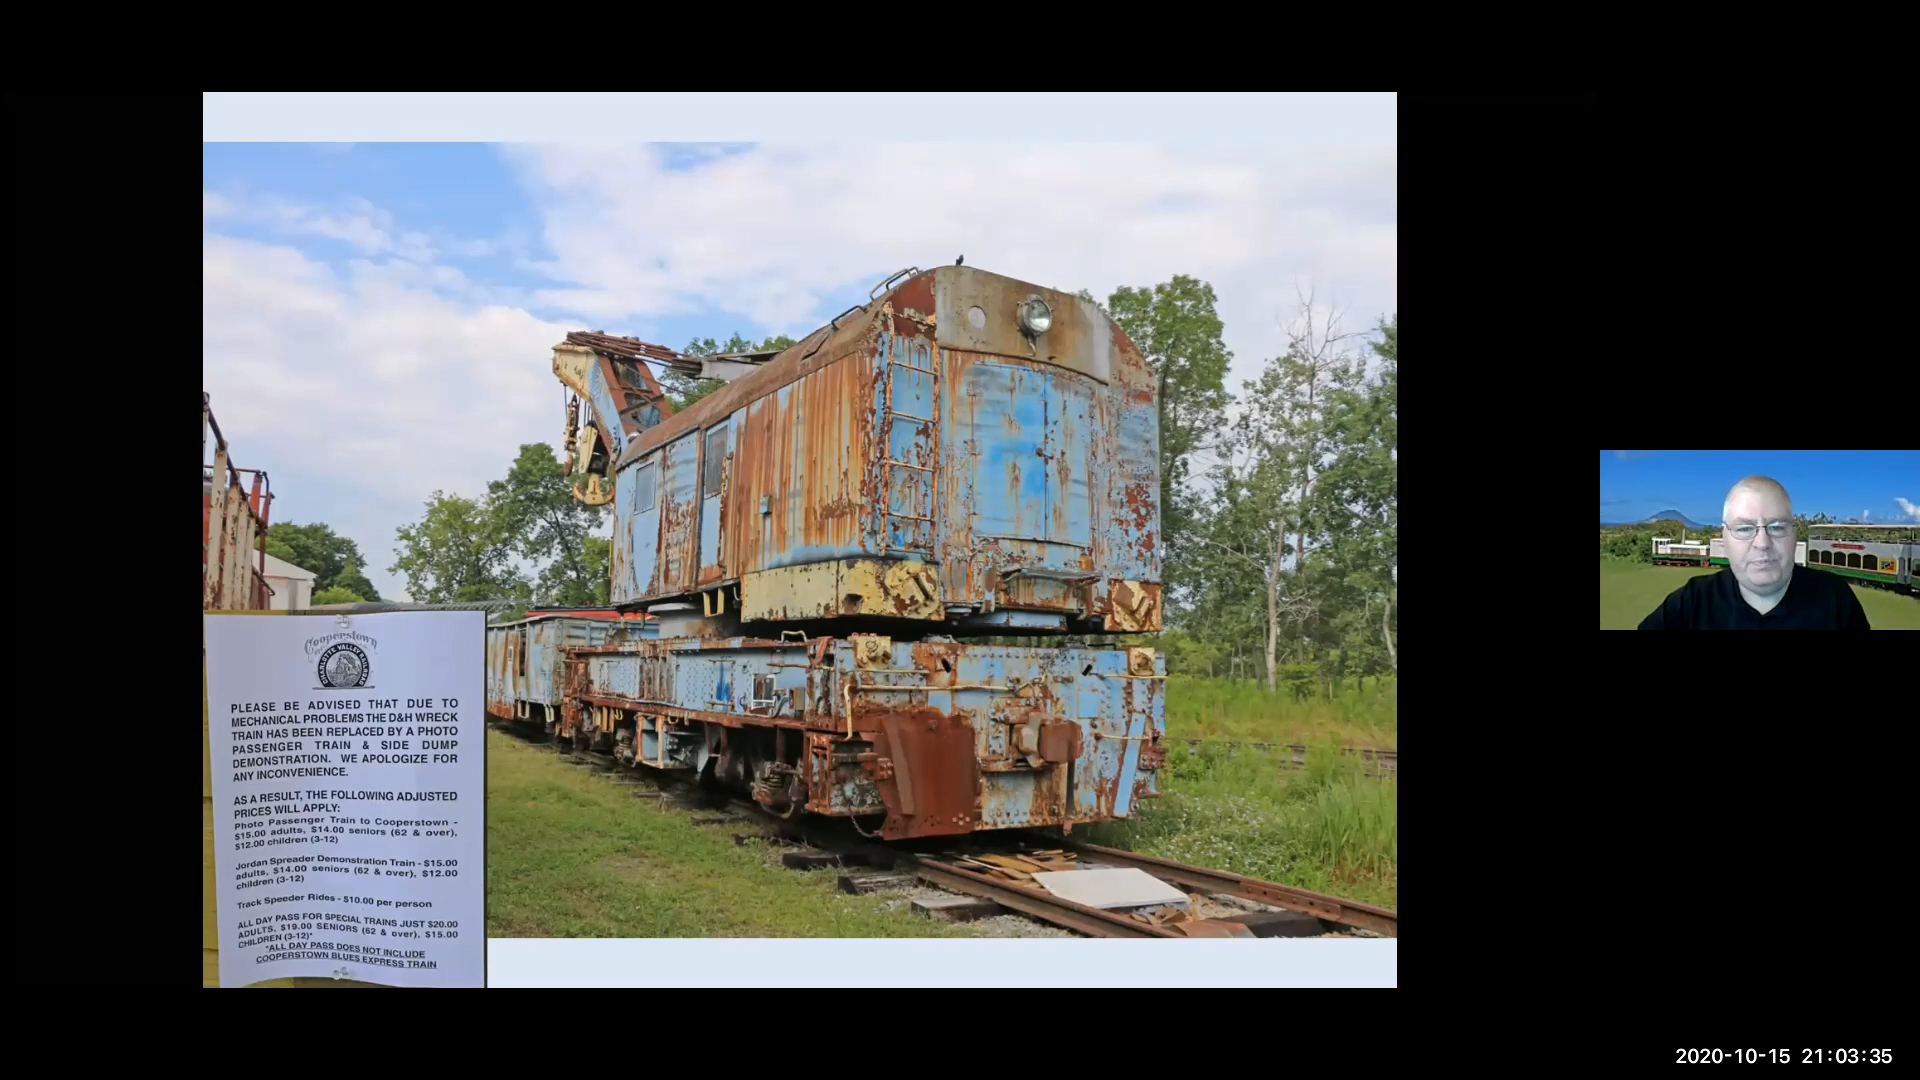 Cooperstown
CHARLOTTE VALLEY RAILROAD
PLEASE BE ADVISED THAT DUE TO
MECHANICAL PROBLEMS THE D&H WRECK
TRAIN HAS BEEN REPLACED BY A PHOTO
PASSENGER TRAIN & SIDE DUMP
DEMONSTRATION. WE APOLOGIZE FOR
ANY INCONVENIENCE.
AS A RESULT, THE FOLLOWING ADJUSTED
PRICES WILL APPLY:
Photo Passenger Train to Cooperstown -
$15.00 adults, $14.00 seniors (62 & over),
$12.00 children (3-12)
Jordan Spreader Demonstration Train - $15.00
adults, $14.00 seniors (62 & over), $12.00
children (3-12)
Track Speeder Rides - $10.00 per person
ALL DAY PASS FOR SPECIAL TRAINS JUST $20.00
ADULTS, $19.00 SENIORS (62 & over), $15.00
CHILDREN (3-12)*
*ALL DAY PASS DOES NOT INCLUDE
COOPERSTOWN BLUES EXPRESS TRAIN
2020-10-15 21:03:35